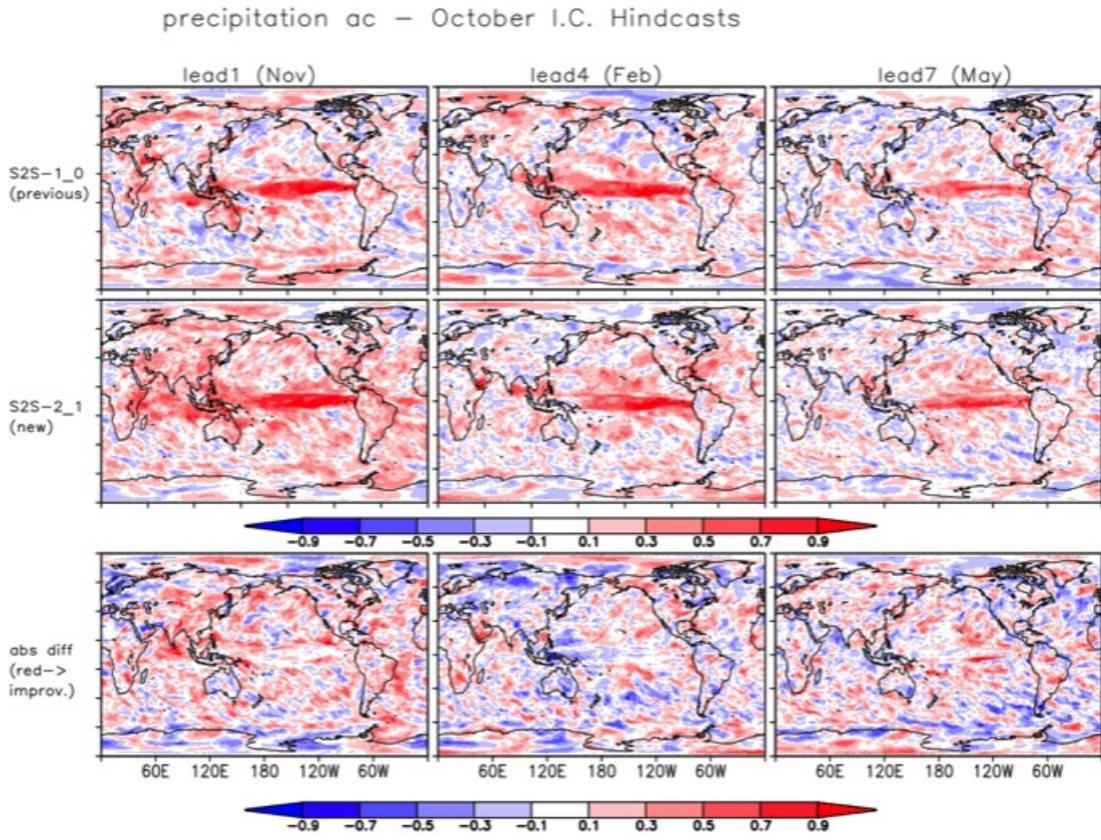 precipitation ac – October I.C. Hindcasts
lead1 (Nov) lead4 (Feb) lead7 (May)
S2S-1_0
(previous)
S2S-2_1
(new)
-0.9 -0.7 -0.5 -0.3 -0.1 0.1 0.3 0.5 0.7 0.9
abs diff
(red->
improv.)
60E 120E 180 120W 60W 60E 120E 180 120W 60W 60E 120E 180 120W 60W
-0.9 -0.7 -0.5 -0.3 -0.1 0.1 0.3 0.5 0.7 0.9